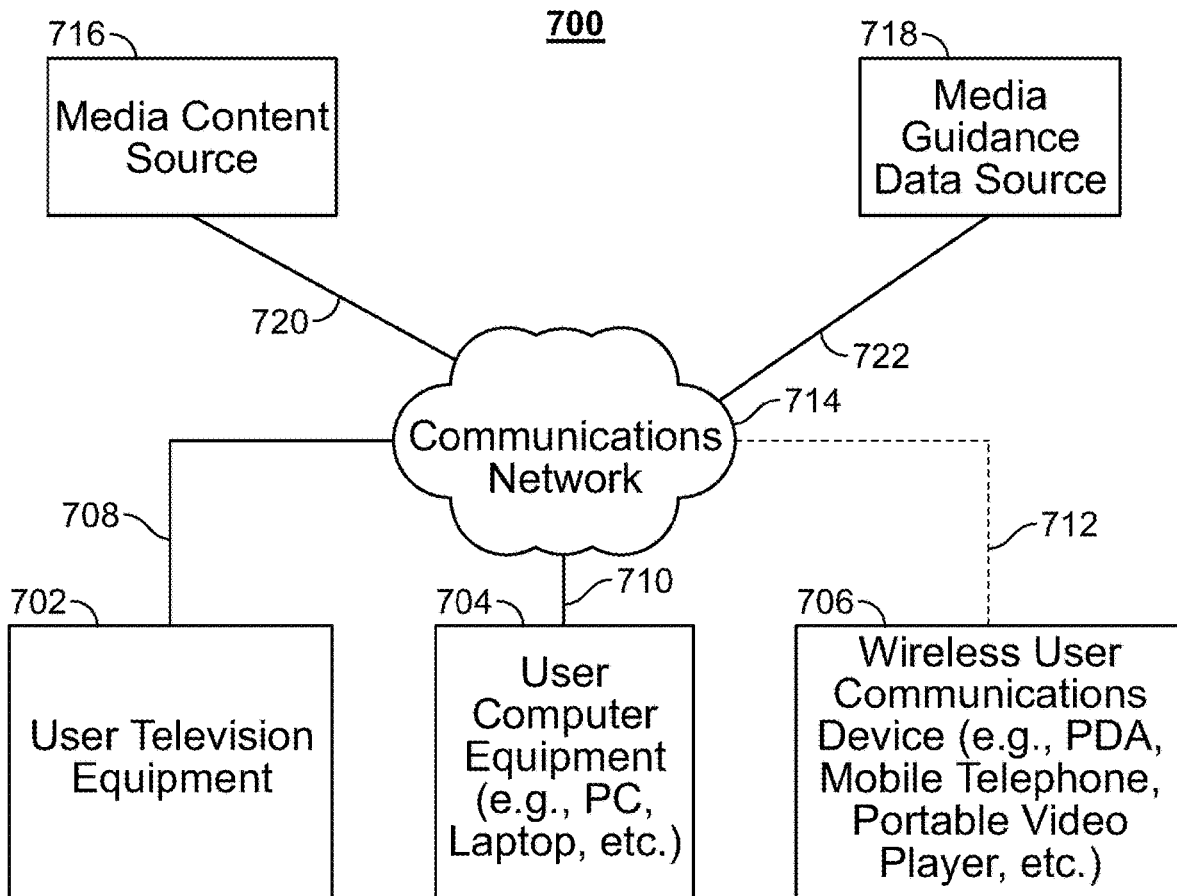 700
716
Media Content
Source
718
Media
Guidance
Data Source
720
722
714
Communications
Network
708
712
710
702
User Television
Equipment
704
User
Computer
Equipment
(e.g., PC,
Laptop, etc.)
706
Wireless User
Communications
Device (e.g., PDA,
Mobile Telephone,
Portable Video
Player, etc.)